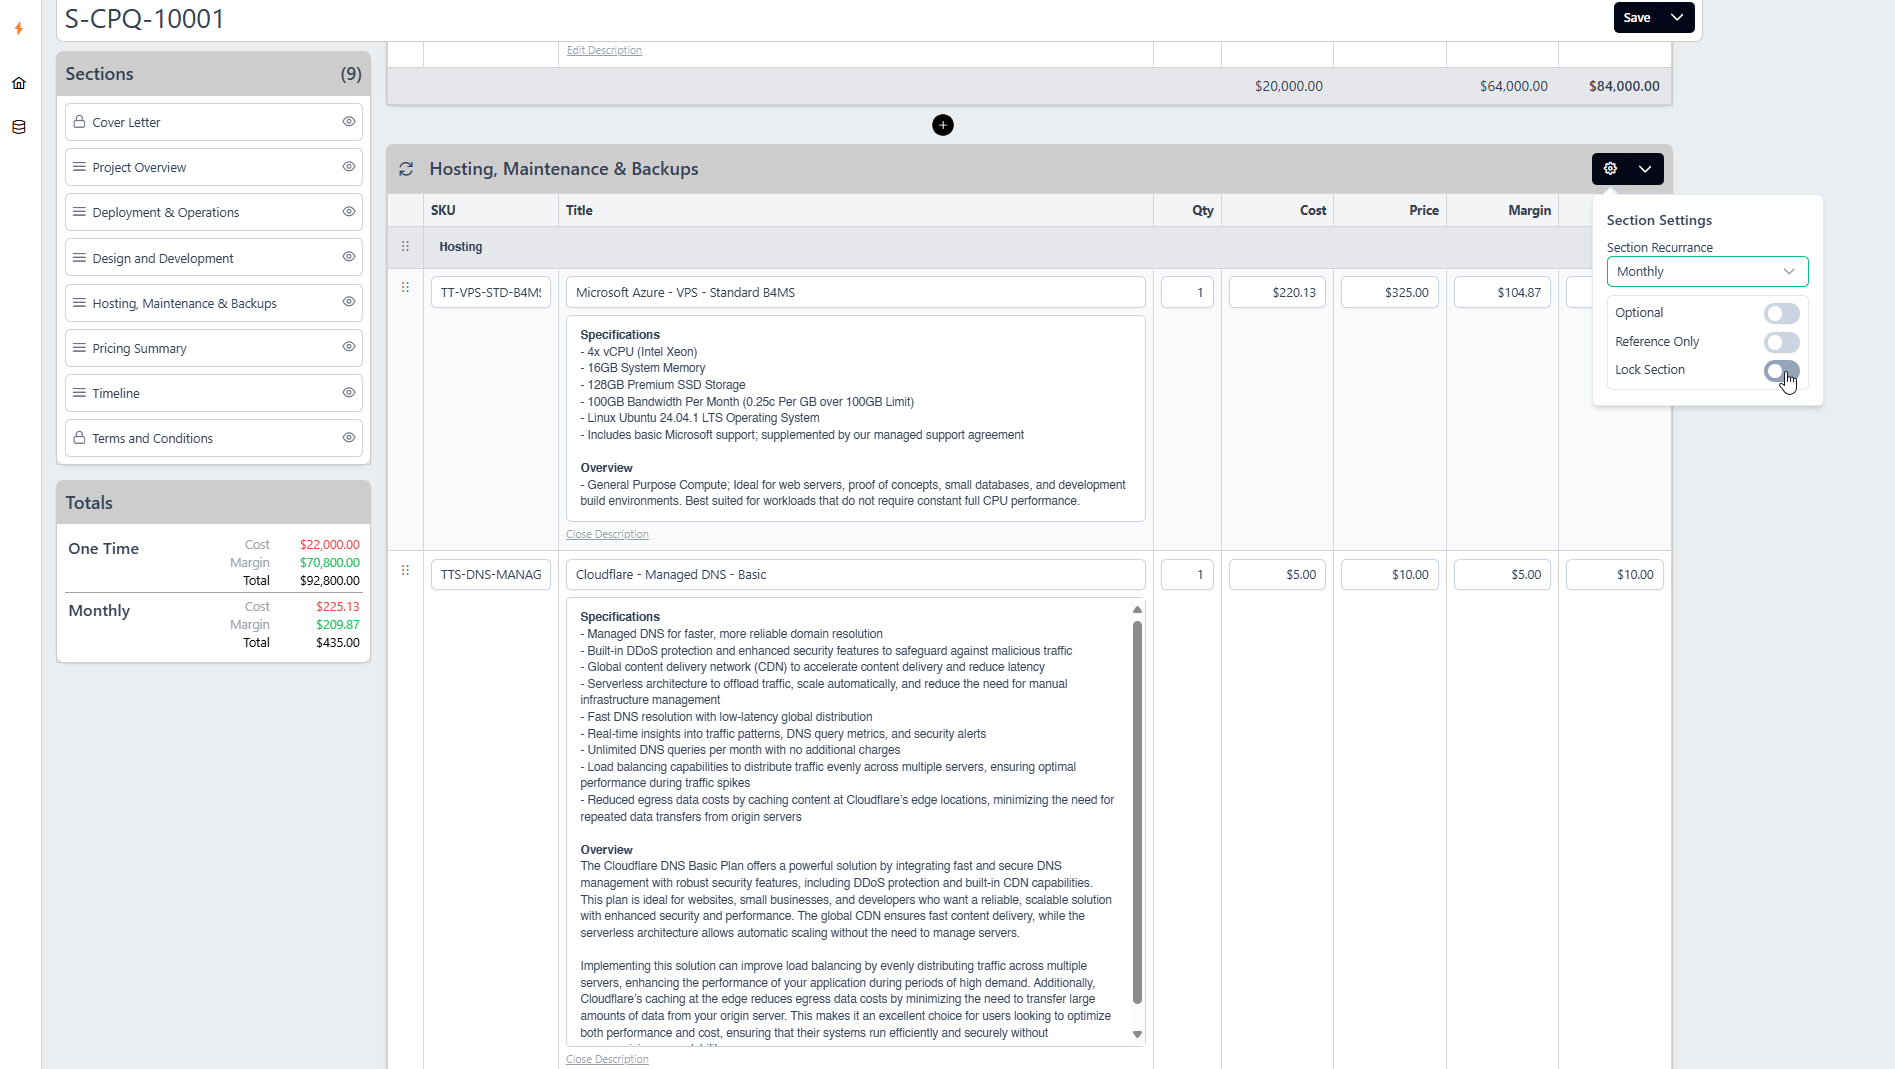 S-CPQ-10001
Save
Sections (9)
Cover Letter
Project Overview
Deployment & Operations
Design and Development
Hosting, Maintenance & Backups
Pricing Summary
Timeline
Terms and Conditions
Totals
One Time Cost $22,000.00
Margin $70,800.00
Total $92,800.00
Monthly Cost $225.13
Margin $209.87
Total $435.00
Edit Description
$20,000.00 $64,000.00 $84,000.00
Hosting, Maintenance & Backups
SKU Title Qty Cost Price Margin
Hosting
TT-VPS-STD-B4MS Microsoft Azure - VPS - Standard B4MS 1 $220.13 $325.00 $104.87
Specifications
- 4x vCPU (Intel Xeon)
- 16GB System Memory
- 128GB Premium SSD Storage
- 100GB Bandwidth Per Month (0.25c Per GB over 100GB Limit)
- Linux Ubuntu 24.04.1 LTS Operating System
- Includes basic Microsoft support; supplemented by our managed support agreement
Overview
- General Purpose Compute; Ideal for web servers, proof of concepts, small databases, and development
build environments. Best suited for workloads that do not require constant full CPU performance.
Close Description
TTS-DNS-MANAG Cloudflare - Managed DNS - Basic 1 $5.00 $10.00 $5.00 $10.00
Specifications
- Managed DNS for faster, more reliable domain resolution
- Built-in DDoS protection and enhanced security features to safeguard against malicious traffic
- Global content delivery network (CDN) to accelerate content delivery and reduce latency
- Serverless architecture to offload traffic, scale automatically, and reduce the need for manual
infrastructure management
- Fast DNS resolution with low-latency global distribution
- Real-time insights into traffic patterns, DNS query metrics, and security alerts
- Unlimited DNS queries per month with no additional charges
- Load balancing capabilities to distribute traffic evenly across multiple servers, ensuring optimal
performance during traffic spikes
- Reduced egress data costs by caching content at Cloudflare's edge locations, minimizing the need for
repeated data transfers from origin servers
Overview
The Cloudflare DNS Basic Plan offers a powerful solution by integrating fast and secure DNS
management with robust security features, including DDoS protection and built-in CDN capabilities.
This plan is ideal for websites, small businesses, and developers who want a reliable, scalable solution
with enhanced security and performance. The global CDN ensures fast content delivery, while the
serverless architecture allows automatic scaling without the need to manage servers.
Implementing this solution can improve load balancing by evenly distributing traffic across multiple
servers, enhancing the performance of your application during periods of high demand. Additionally,
Cloudflare's caching at the edge reduces egress data costs by minimizing the need to transfer large
amounts of data from your origin server. This makes it an excellent choice for users looking to optimize
both performance and cost, ensuring that their systems run efficiently and securely without
Close Description
Section Settings
Section Recurrance
Monthly
Optional
Reference Only
Lock Section